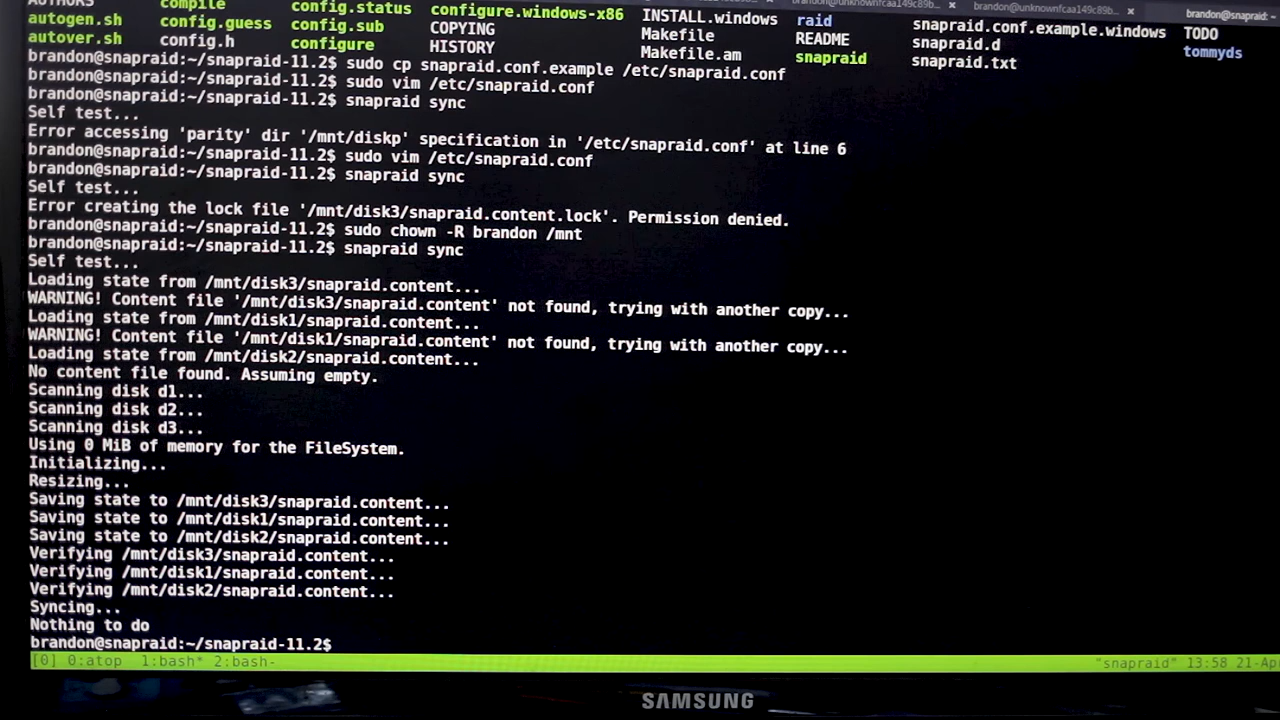 brandon@unknownfcaa149c89b... × brandon@unknownfcaa149c89b... × brandon@snapraid: ~
AUTHORS compile config.status configure.windows-x86 INSTALL.windows raid snapraid.conf.example.windows TODO
autogen.sh config.guess config.sub COPYING Makefile README snapraid.d tommyds
autover.sh config.h configure HISTORY Makefile.am snapraid snapraid.txt
brandon@snapraid:~/snapraid-11.2$ sudo cp snapraid.conf.example /etc/snapraid.conf
brandon@snapraid:~/snapraid-11.2$ sudo vim /etc/snapraid.conf
brandon@snapraid:~/snapraid-11.2$ snapraid sync
Self test...
Error accessing 'parity' dir '/mnt/diskp' specification in '/etc/snapraid.conf' at line 6
brandon@snapraid:~/snapraid-11.2$ sudo vim /etc/snapraid.conf
brandon@snapraid:~/snapraid-11.2$ snapraid sync
Self test...
Error creating the lock file '/mnt/disk3/snapraid.content.lock'. Permission denied.
brandon@snapraid:~/snapraid-11.2$ sudo chown -R brandon /mnt
brandon@snapraid:~/snapraid-11.2$ snapraid sync
Self test...
Loading state from /mnt/disk3/snapraid.content...
WARNING! Content file '/mnt/disk3/snapraid.content' not found, trying with another copy...
Loading state from /mnt/disk1/snapraid.content...
WARNING! Content file '/mnt/disk1/snapraid.content' not found, trying with another copy...
Loading state from /mnt/disk2/snapraid.content...
No content file found. Assuming empty.
Scanning disk d1...
Scanning disk d2...
Scanning disk d3...
Using 0 MiB of memory for the FileSystem.
Initializing...
Resizing...
Saving state to /mnt/disk3/snapraid.content...
Saving state to /mnt/disk1/snapraid.content...
Saving state to /mnt/disk2/snapraid.content...
Verifying /mnt/disk3/snapraid.content...
Verifying /mnt/disk1/snapraid.content...
Verifying /mnt/disk2/snapraid.content...
Syncing...
Nothing to do
brandon@snapraid:~/snapraid-11.2$
[0] 0:atop 1:bash* 2:bash- "snapraid" 13:58 21-Ap
SAMSUNG